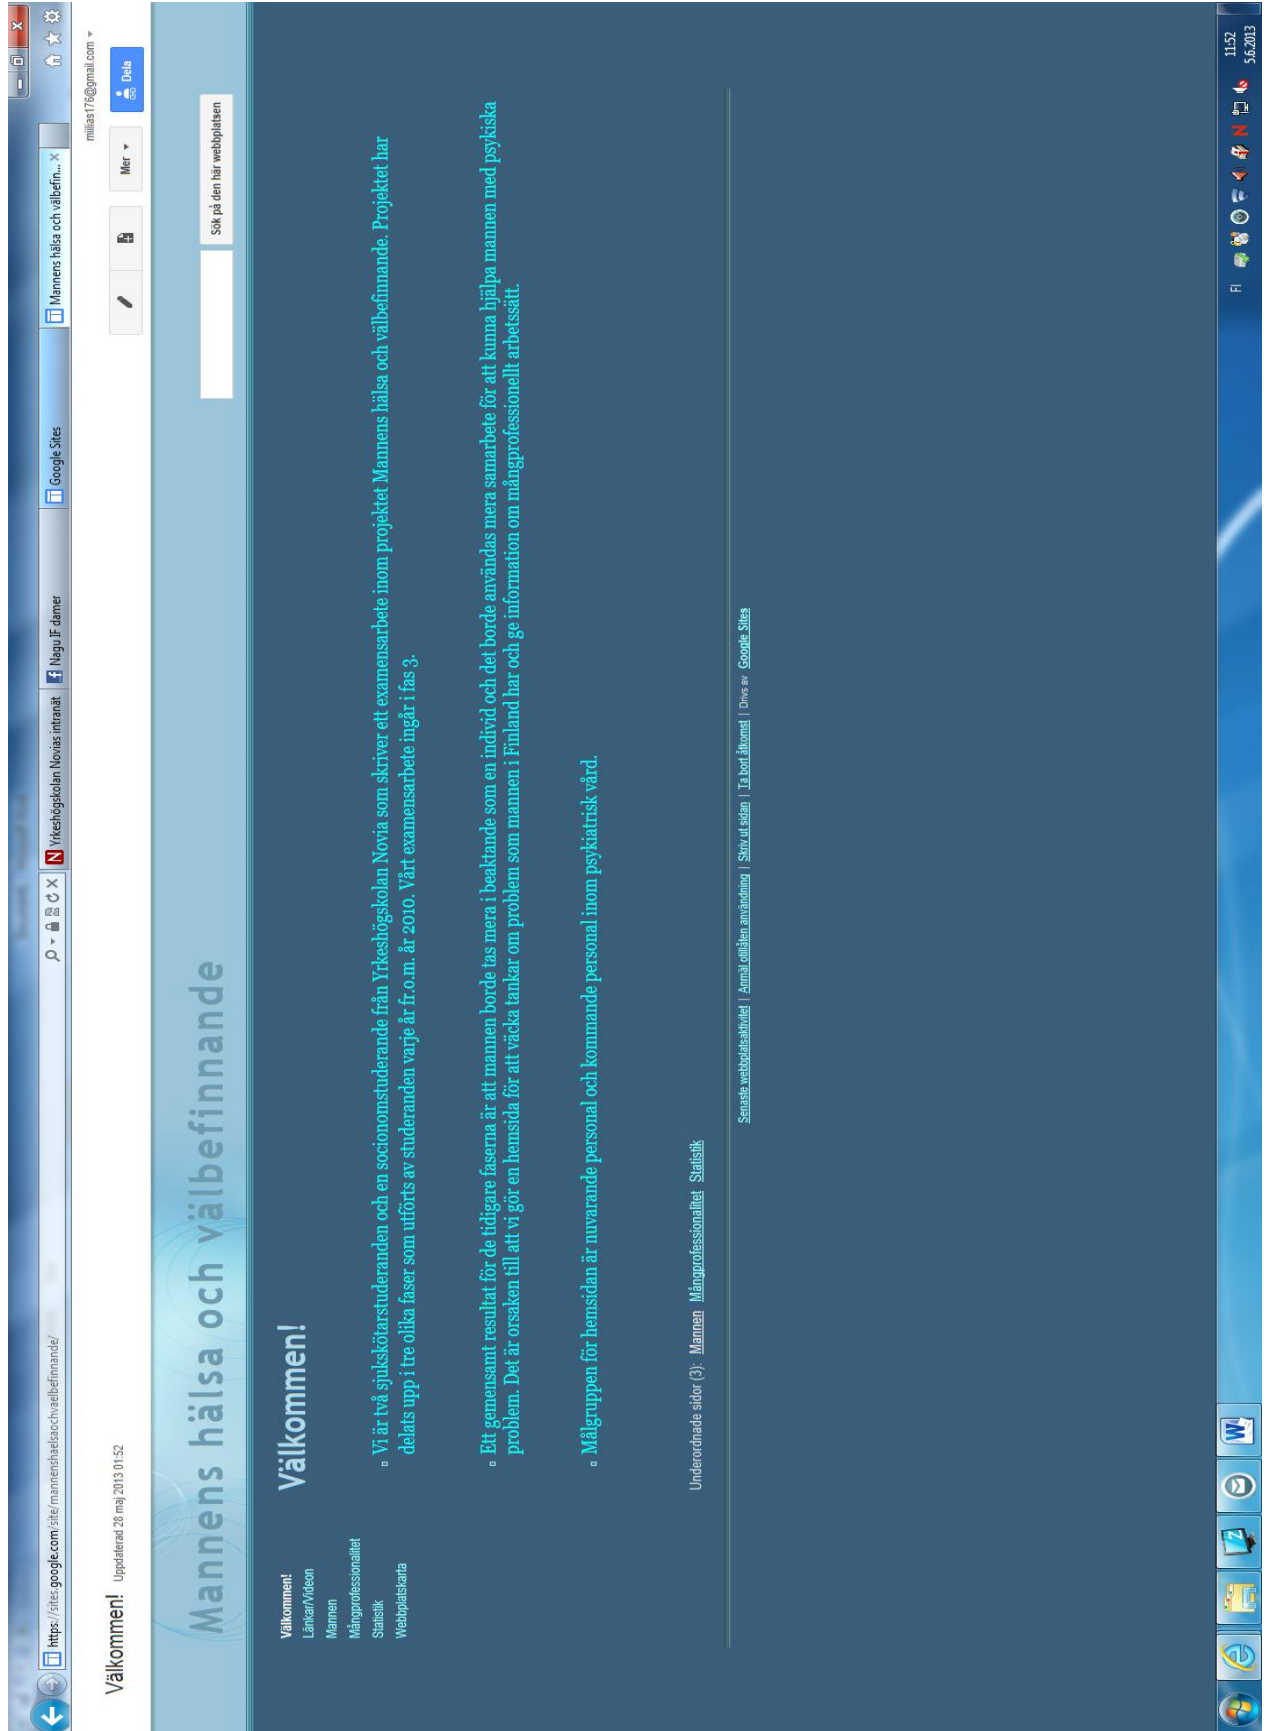 https://sites.google.com/site/mannenshaelsaochvaelbefinnande/
Yrkeshögskolan Novias intranät
Nagu IF damer
Google Sites
Mannens hälsa och välbefin...
miilias176@gmail.com
Välkommen! Uppdaterad 28 maj 2013 01:52
Mer
Dela
Mannens hälsa och välbefinnande
Sök på den här webbplatsen
Välkommen!
Länkar/Videon
Mannen
Mångprofessionalitet
Statistik
Webbplatskarta
Välkommen!
Vi är två sjukskötarstuderanden och en socionomstuderande från Yrkeshögskolan Novia som skriver ett examensarbete inom projektet Mannens hälsa och välbefinnande. Projektet har
delats upp i tre olika faser som utförts av studeranden varje år fr.o.m. år 2010. Vårt examensarbete ingår i fas 3.
Ett gemensamt resultat för de tidigare faserna är att mannen borde tas mera i beaktande som en individ och det borde användas mera samarbete för att kunna hjälpa mannen med psykiska
problem. Det är orsaken till att vi gör en hemsida för att väcka tankar om problem som mannen i Finland har och ge information om mångprofessionellt arbetssätt.
Målgruppen för hemsidan är nuvarande personal och kommande personal inom psykiatrisk vård.
Underordnade sidor (3): Mannen Mångprofessionalitet Statistik
Senaste webbplatsaktivitet | Anmäl otillåten användning | Skriv ut sidan | Ta bort åtkomst | Drivs av Google Sites
FI
11:52
5.6.2013